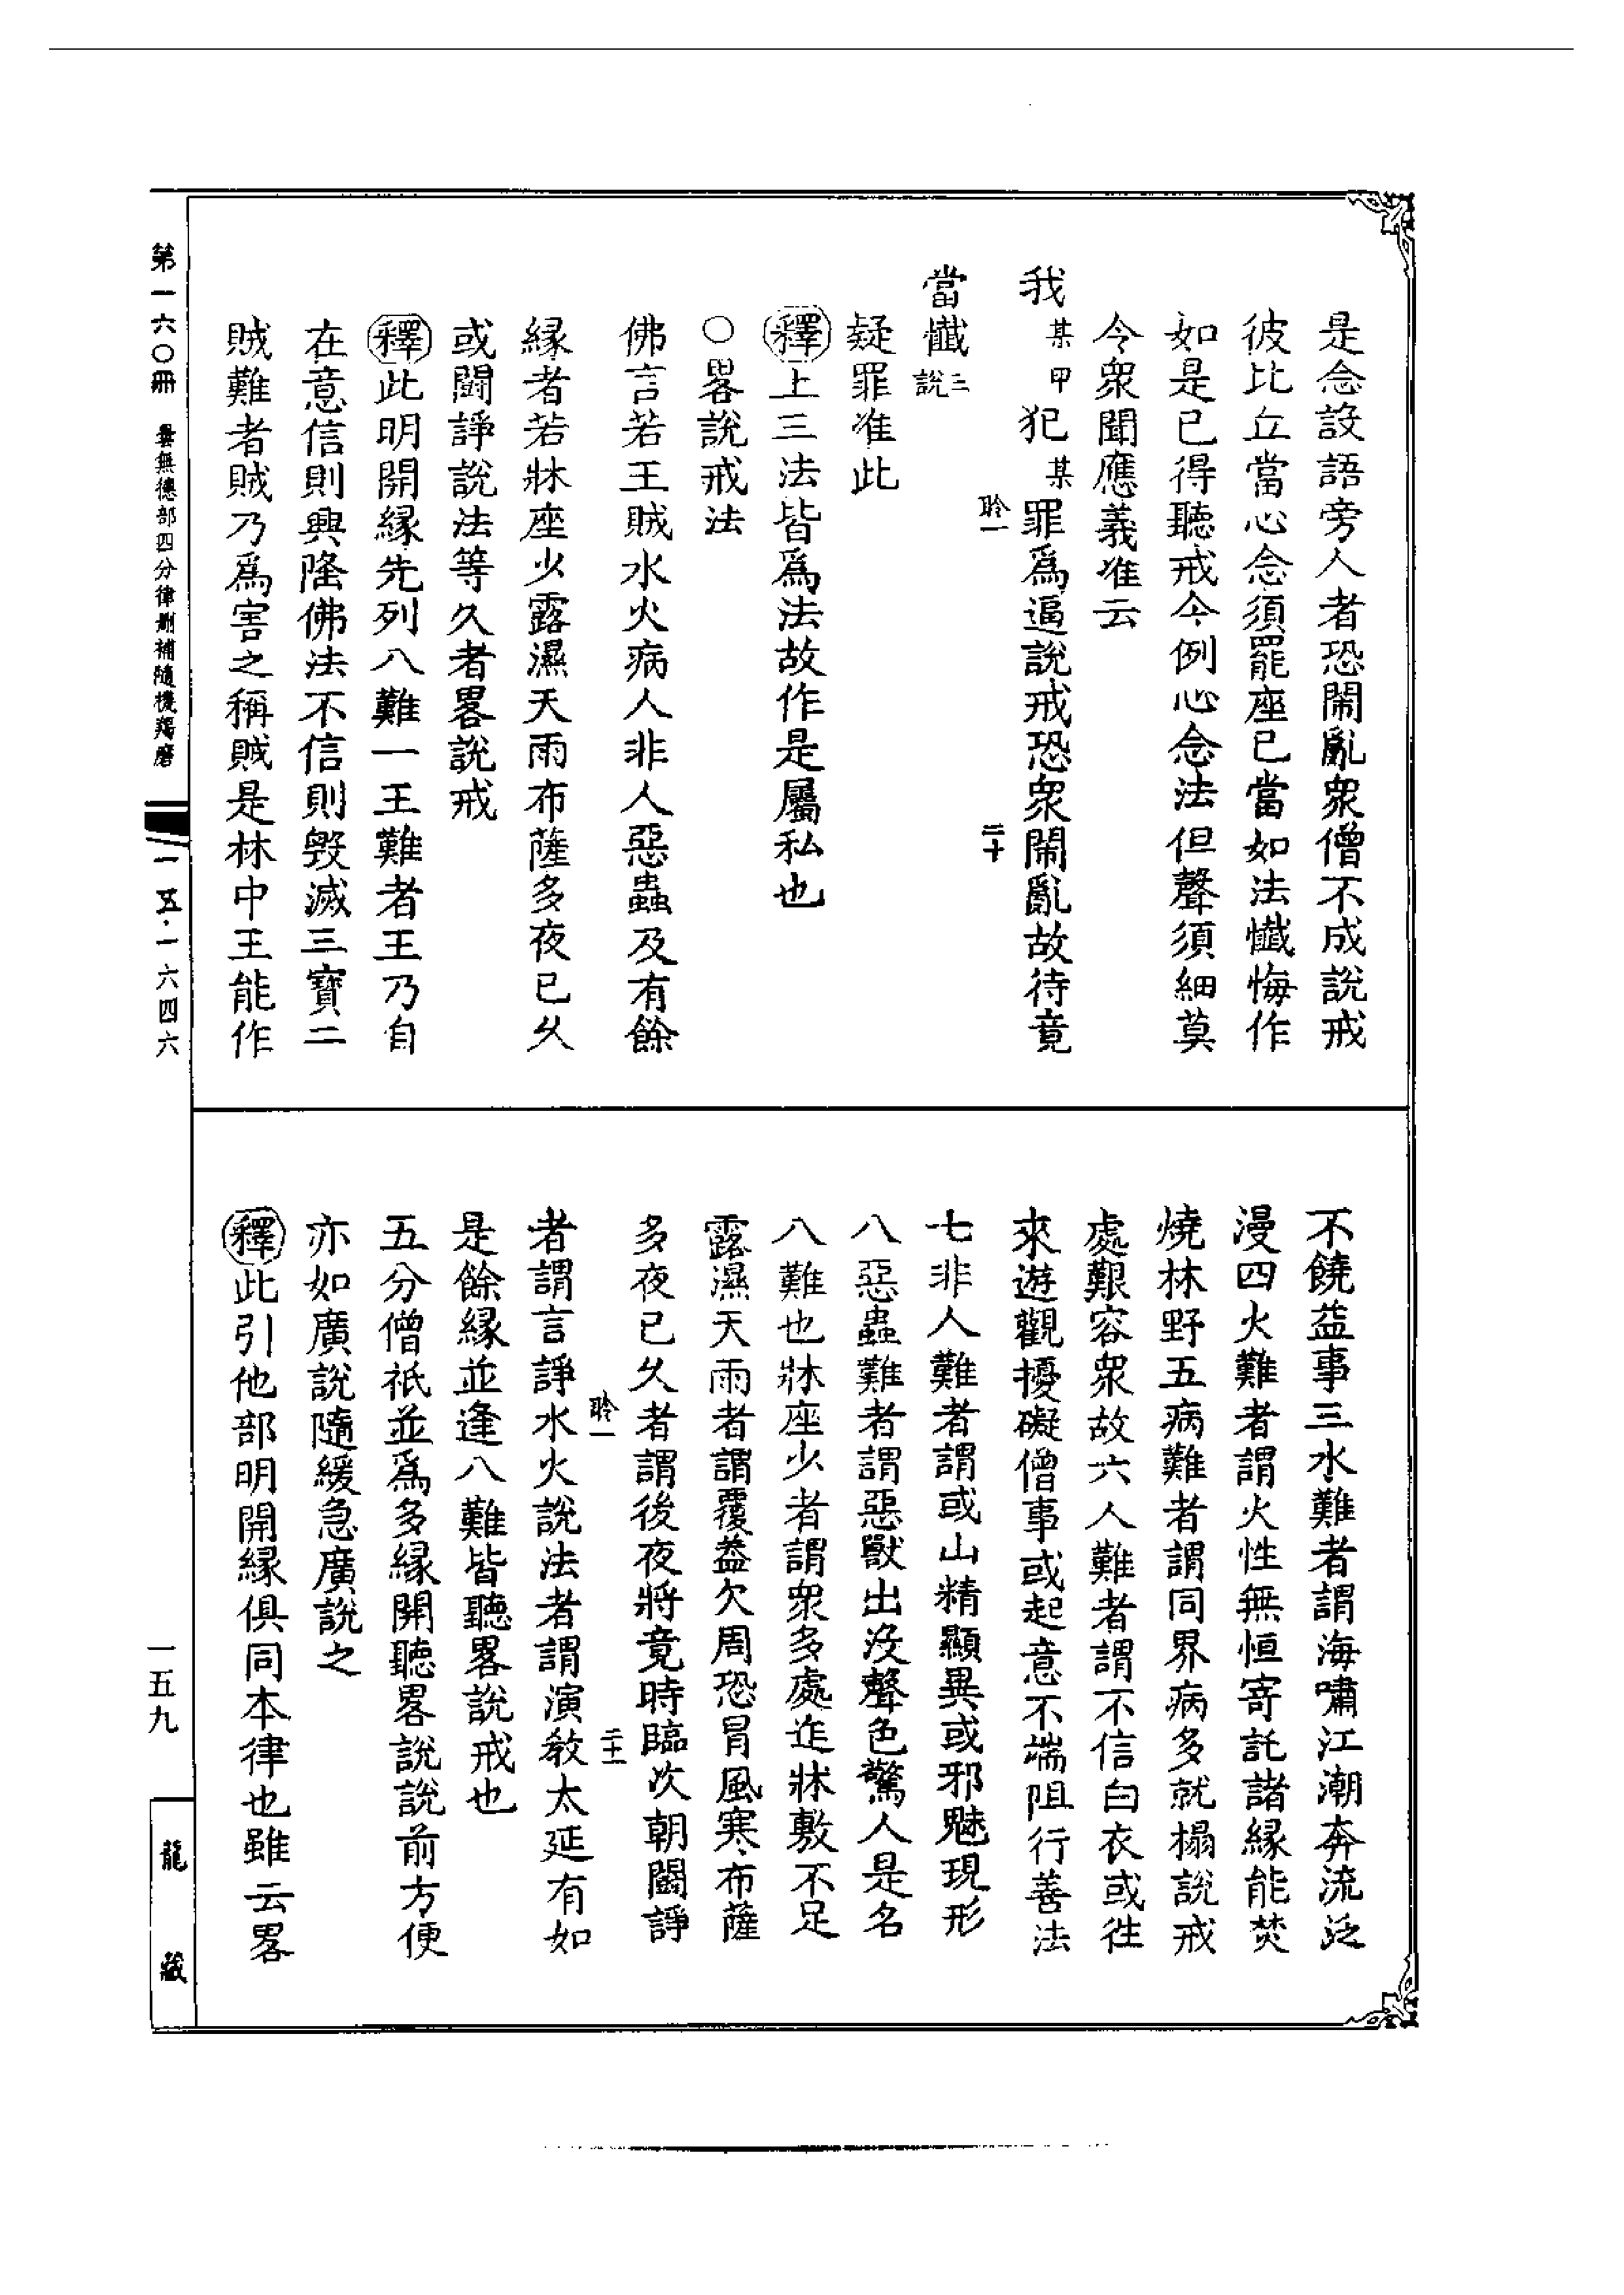 是念設語旁人者恐鬧亂衆僧不成說戒
彼比丘當心念須罷座已當如法懺悔作
如是已得聽戒今例心念法但聲須細莫
令衆聞應義准云
我某甲犯某罪爲逼說戒恐衆鬧亂故待竟
聆一 二十
當懺三說
疑罪准此
釋上三法皆爲法故作是屬私也
○畧說戒法
佛言若王賊水火病人非人惡蟲及有餘
緣者若牀座少露濕天雨布薩多夜已久
或鬪諍說法等久者畧說戒
釋此明開緣先列八難一王難者王乃自
在意信則興隆佛法不信則毀滅三寶二
賊難者賊乃爲害之稱賊是林中王能作
不饒益事三水難者謂海嘯江潮奔流泛
漫四火難者謂火性無恒寄託諸緣能焚
燒林野五病難者謂同界病多就榻說戒
處艱容衆故六人難者謂不信白衣或徃
來遊觀擾礙僧事或起意不端阻行善法
七非人難者謂或山精顯異或邪魅現形
八惡蟲難者謂惡獸出沒聲色驚人是名
八難也牀座少者謂衆多處迮牀敷不足
露濕天雨者謂覆葢欠周恐冒風寒布薩
多夜已久者謂後夜將竟時臨次朝鬪諍
聆一 二十一
者謂言諍水火說法者謂演教太延有如
是餘緣並逢八難皆聽畧說戒也
五分僧祇並爲多緣開聽畧說說前方便
亦如廣說隨緩急廣說之
釋此引他部明開緣俱同本律也雖云畧
第一六〇冊 曇無德部四分律刪補隨機羯磨
一五·一六四六
一五九
龍藏